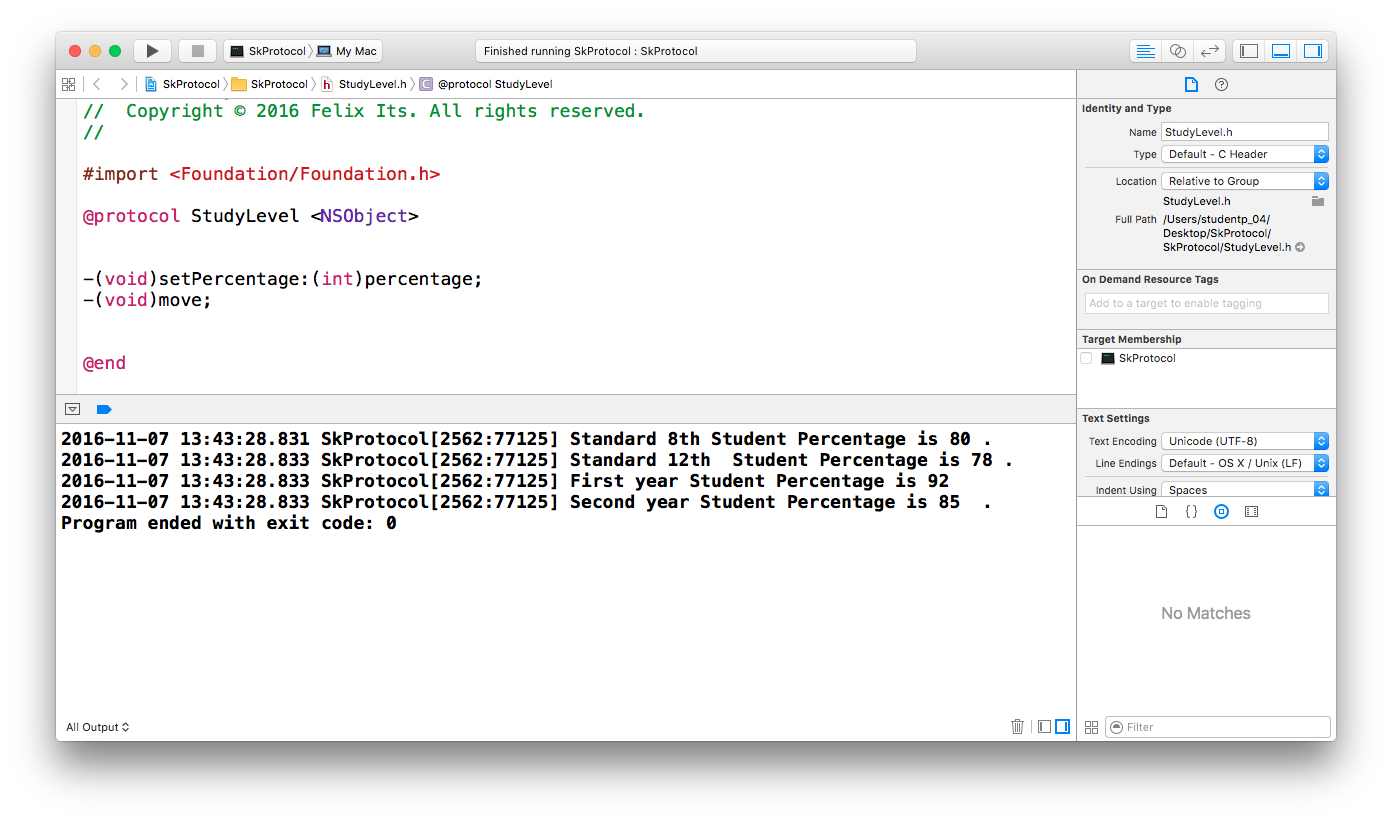 SkProtocol My Mac
Finished running SkProtocol : SkProtocol
SkProtocol SkProtocol h StudyLevel.h C @protocol StudyLevel
//  Copyright © 2016 Felix Its. All rights reserved.
//
#import <Foundation/Foundation.h>
@protocol StudyLevel <NSObject>
-(void)setPercentage:(int)percentage;
-(void)move;
@end
2016-11-07 13:43:28.831 SkProtocol[2562:77125] Standard 8th Student Percentage is 80 .
2016-11-07 13:43:28.833 SkProtocol[2562:77125] Standard 12th  Student Percentage is 78 .
2016-11-07 13:43:28.833 SkProtocol[2562:77125] First year Student Percentage is 92
2016-11-07 13:43:28.833 SkProtocol[2562:77125] Second year Student Percentage is 85  .
Program ended with exit code: 0
All Output
Identity and Type
Name StudyLevel.h
Type Default - C Header
Location Relative to Group
StudyLevel.h
Full Path /Users/studentp_04/
Desktop/SkProtocol/
SkProtocol/StudyLevel.h
On Demand Resource Tags
Add to a target to enable tagging
Target Membership
SkProtocol
Text Settings
Text Encoding Unicode (UTF-8)
Line Endings Default - OS X / Unix (LF)
Indent Using Spaces
{ }
No Matches
Filter